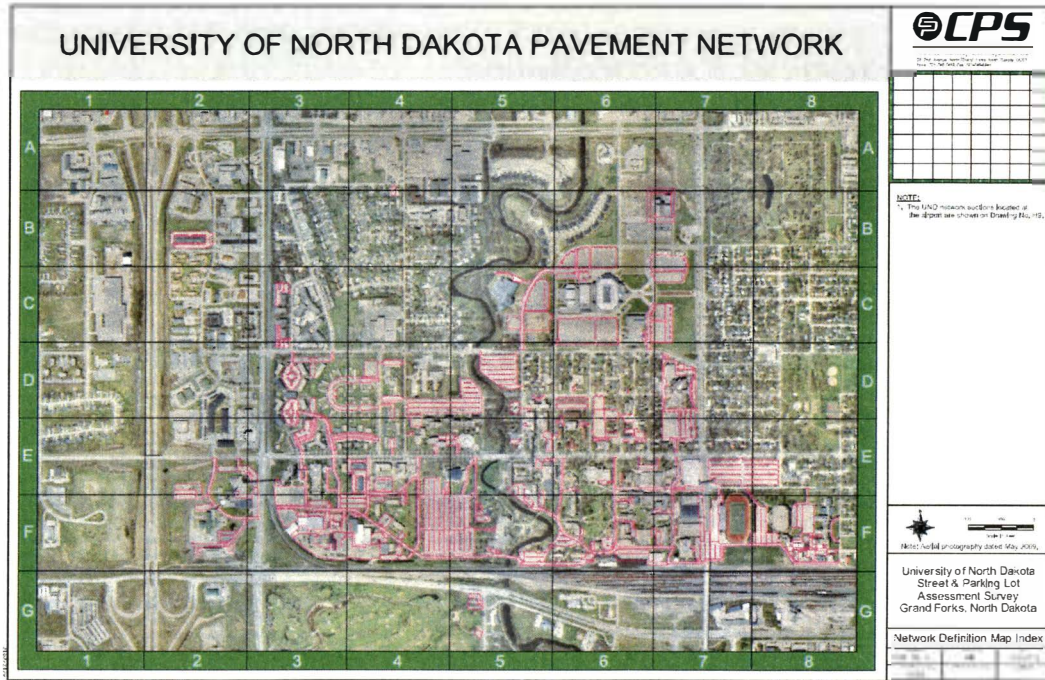 UNIVERSITY OF NORTH DAKOTA PAVEMENT NETWORK
CPS
1 2 3 4 5 6 7 8
A A
B B
C C
D D
E E
F F
G G
1 2 3 4 5 6 7 8
NOTE:
1. The UND network sections located at
the airport are shown on Drawing No.
Note: Aerial photography dated May 2009.
University of North Dakota
Street & Parking Lot
Assessment Survey
Grand Forks, North Dakota
Network Definition Map Index